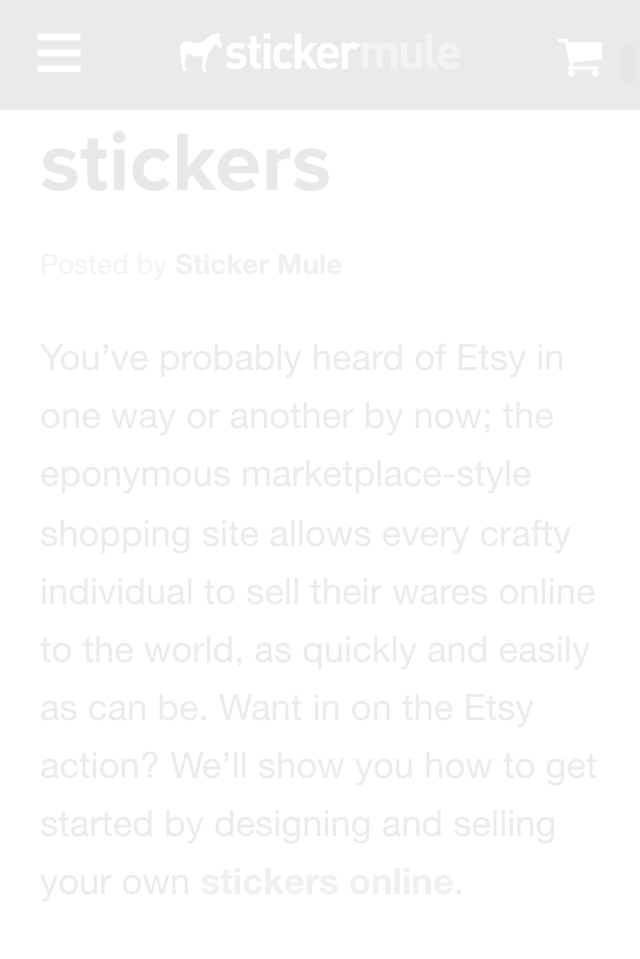 stickermule
stickers
Posted by Sticker Mule
You’ve probably heard of Etsy in
one way or another by now; the
eponymous marketplace-style
shopping site allows every crafty
individual to sell their wares online
to the world, as quickly and easily
as can be. Want in on the Etsy
action? We’ll show you how to get
started by designing and selling
your own stickers online.